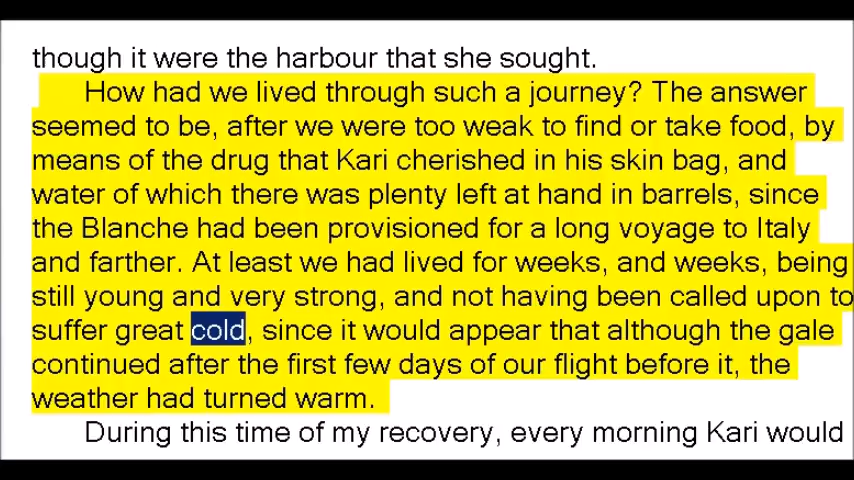 though it were the harbour that she sought.
How had we lived through such a journey? The answer
seemed to be, after we were too weak to find or take food, by
means of the drug that Kari cherished in his skin bag, and
water of which there was plenty left at hand in barrels, since
the Blanche had been provisioned for a long voyage to Italy
and farther. At least we had lived for weeks, and weeks, being
still young and very strong, and not having been called upon to
suffer great cold, since it would appear that although the gale
continued after the first few days of our flight before it, the
weather had turned warm.
During this time of my recovery, every morning Kari would